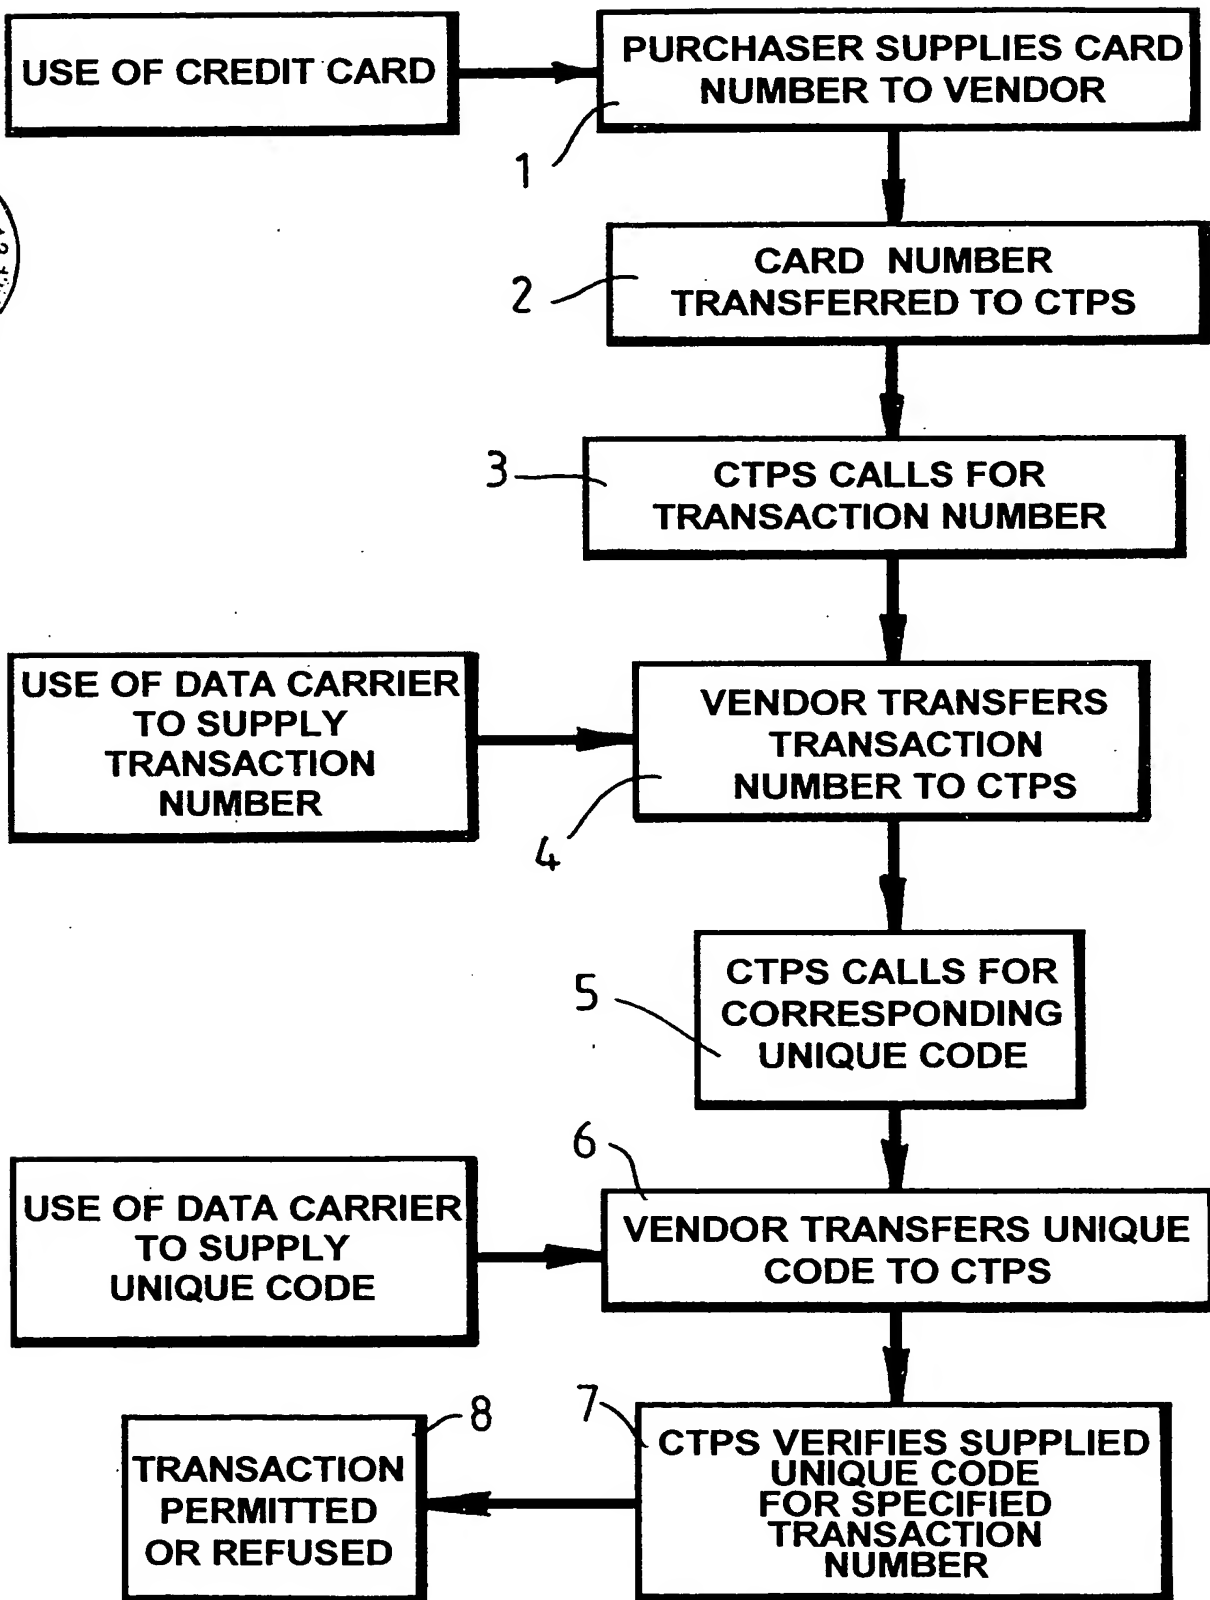 USE OF CREDIT CARD
PURCHASER SUPPLIES CARD
NUMBER TO VENDOR
1
CARD NUMBER
TRANSFERRED TO CTPS
2
3
CTPS CALLS FOR
TRANSACTION NUMBER
USE OF DATA CARRIER
TO SUPPLY
TRANSACTION
NUMBER
VENDOR TRANSFERS
TRANSACTION
NUMBER TO CTPS
4
CTPS CALLS FOR
CORRESPONDING
UNIQUE CODE
5
6
USE OF DATA CARRIER
TO SUPPLY
UNIQUE CODE
VENDOR TRANSFERS UNIQUE
CODE TO CTPS
7
CTPS VERIFIES SUPPLIED
UNIQUE CODE
FOR SPECIFIED
TRANSACTION
NUMBER
8
TRANSACTION
PERMITTED
OR REFUSED